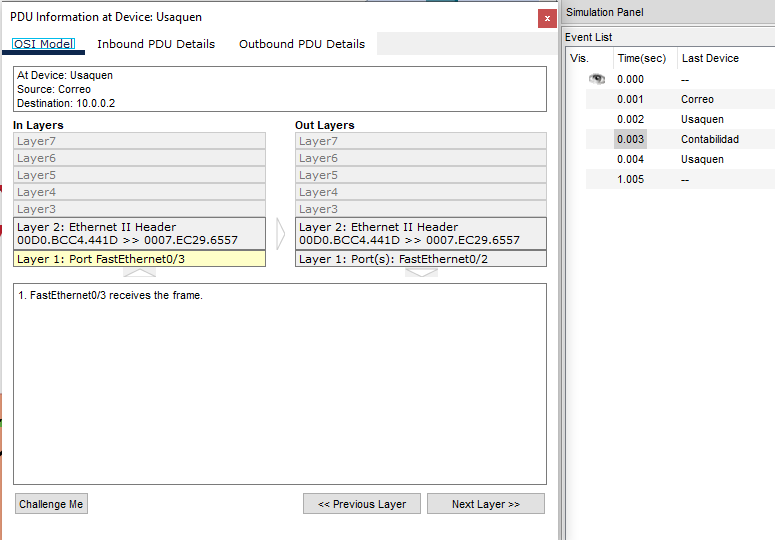 PDU Information at Device: Usaquen
x
OSI Model
Inbound PDU Details
Outbound PDU Details
At Device: Usaquen
Source: Correo
Destination: 10.0.0.2
In Layers
Layer7
Layer6
Layer5
Layer4
Layer3
Layer 2: Ethernet II Header
00D0.BCC4.441D >> 0007.EC29.6557
Layer 1: Port FastEthernet0/3
Out Layers
Layer7
Layer6
Layer5
Layer4
Layer3
Layer 2: Ethernet II Header
00D0.BCC4.441D >> 0007.EC29.6557
Layer 1: Port(s): FastEthernet0/2
1. FastEthernet0/3 receives the frame.
Challenge Me
<< Previous Layer
Next Layer >>
Simulation Panel
Event List
Vis. Time(sec) Last Device
0.000 --
0.001 Correo
0.002 Usaquen
0.003 Contabilidad
0.004 Usaquen
1.005 --